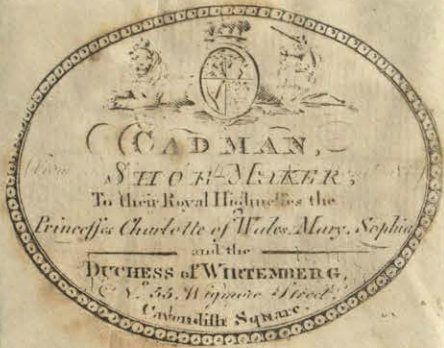 CADMAN,
SHOE-MAKER,
To their Royal Highnesses the
Princesses Charlotte of Wales, Mary, Sophia
and the
DUCHESS of WIRTEMBERG,
No. 55, Wigmore Street,
Cavendish Square.